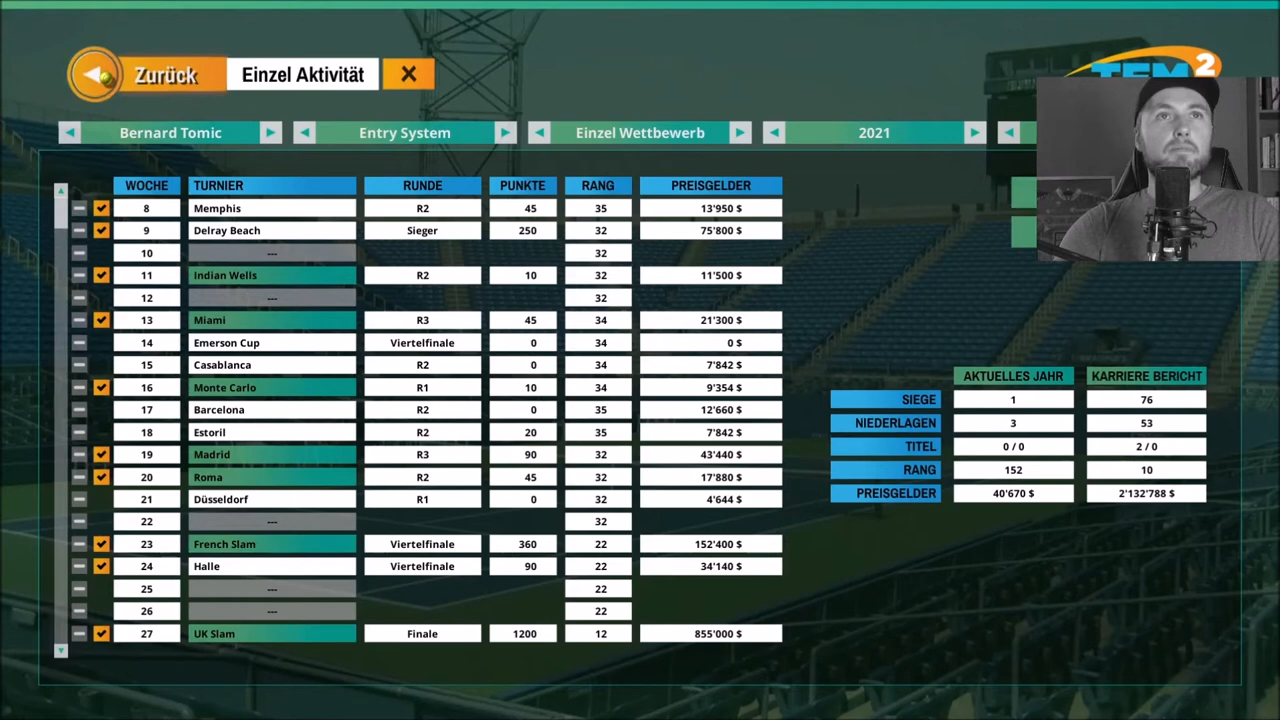 Zurück Einzel Aktivität
TEM 2
Bernard Tomic Entry System Einzel Wettbewerb 2021
WOCHE TURNIER RUNDE PUNKTE RANG PREISGELDER
8 Memphis R2 45 35 13'950 $
9 Delray Beach Sieger 250 32 75'800 $
10 --- 32
11 Indian Wells R2 10 32 11'500 $
12 --- 32
13 Miami R3 45 34 21'300 $
14 Emerson Cup Viertelfinale 0 34 0 $
15 Casablanca R2 0 34 7'842 $
16 Monte Carlo R1 10 34 9'354 $
17 Barcelona R2 0 35 12'660 $
18 Estoril R2 20 35 7'842 $
19 Madrid R3 90 32 43'440 $
20 Roma R2 45 32 17'880 $
21 Düsseldorf R1 0 32 4'644 $
22 --- 32
23 French Slam Viertelfinale 360 22 152'400 $
24 Halle Viertelfinale 90 22 34'140 $
25 --- 22
26 --- 22
27 UK Slam Finale 1200 12 855'000 $
AKTUELLES JAHR KARRIERE BERICHT
SIEGE 1 76
NIEDERLAGEN 3 53
TITEL 0 / 0 2 / 0
RANG 152 10
PREISGELDER 40'670 $ 2'132'788 $